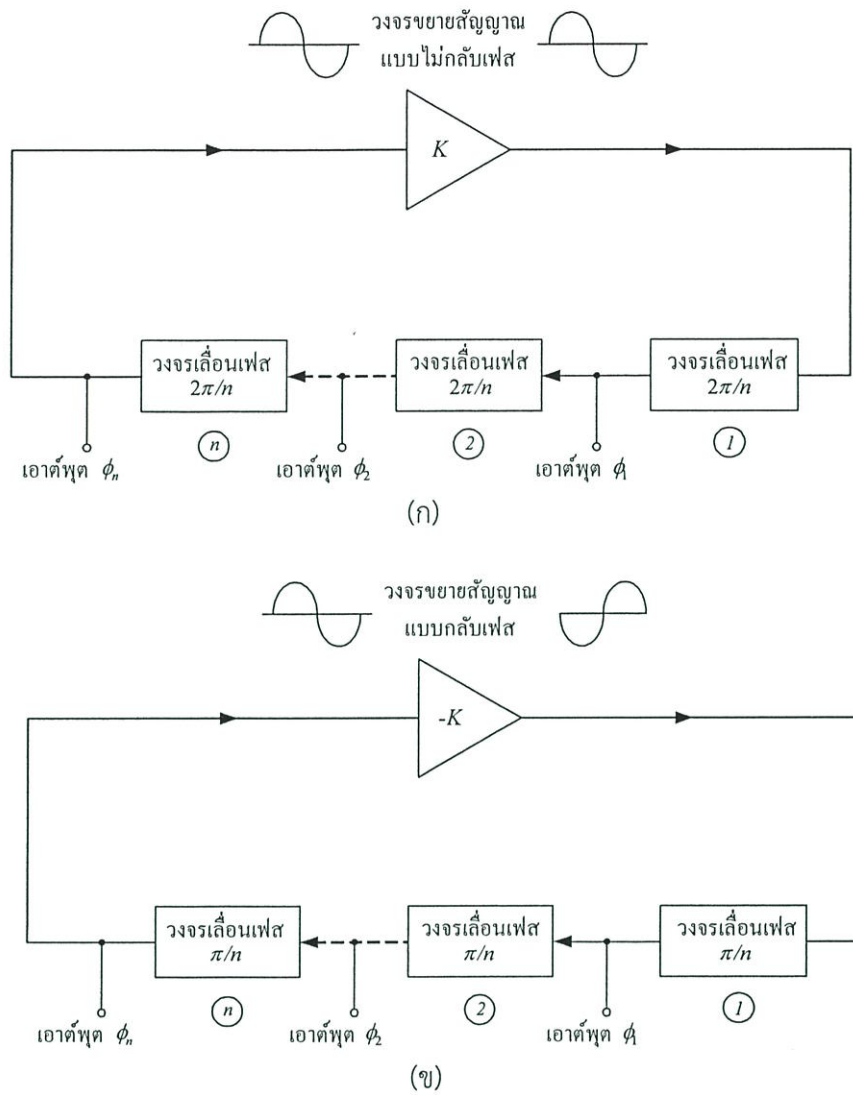 วงจรขยายสัญญาณ
แบบไม่กลับเฟส
K
วงจรเลื่อนเฟส
2π/n
วงจรเลื่อนเฟส
2π/n
วงจรเลื่อนเฟส
2π/n
n
2
1
เอาต์พุต ϕn
เอาต์พุต ϕ2
เอาต์พุต ϕ1
(ก)
วงจรขยายสัญญาณ
แบบกลับเฟส
-K
วงจรเลื่อนเฟส
π/n
วงจรเลื่อนเฟส
π/n
วงจรเลื่อนเฟส
π/n
n
2
1
เอาต์พุต ϕn
เอาต์พุต ϕ2
เอาต์พุต ϕ1
(ข)